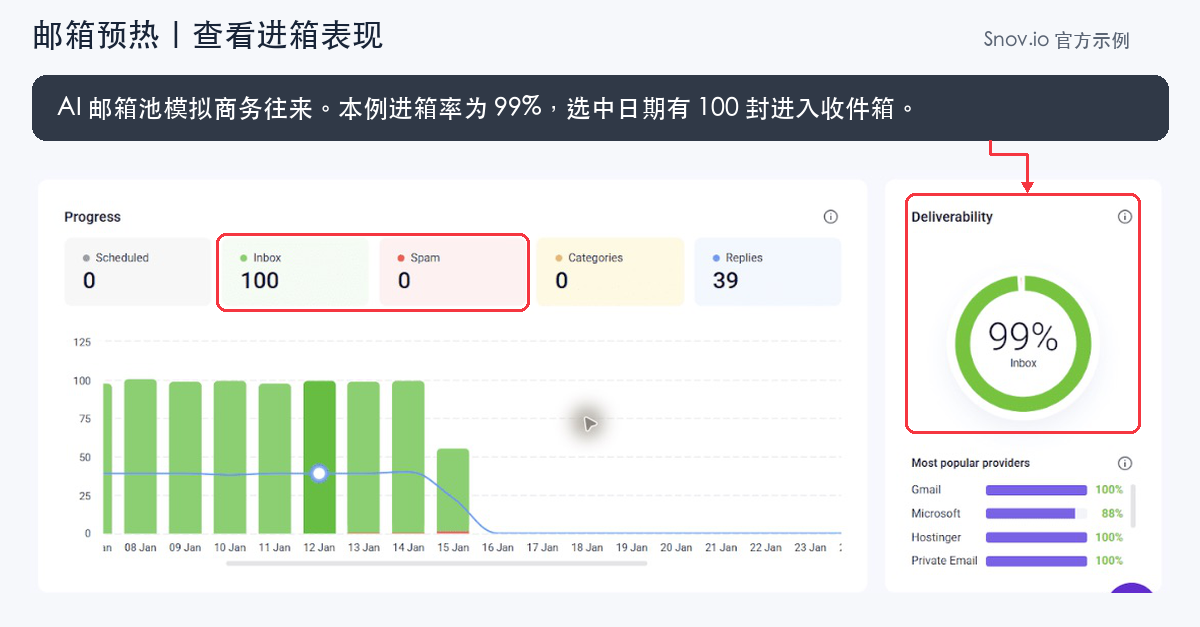 邮箱预热丨查看进箱表现
Snov.io 官方示例
AI 邮箱池模拟商务往来。本例进箱率为 99%，选中日期有 100 封进入收件箱。
Progress
Scheduled
0
Inbox
100
Spam
0
Categories
0
Replies
39
125
100
75
50
25
0
08 Jan 09 Jan 10 Jan 11 Jan 12 Jan 13 Jan 14 Jan 15 Jan 16 Jan 17 Jan 18 Jan 19 Jan 20 Jan 21 Jan 22 Jan 23 Jan
Deliverability
99%
Inbox
Most popular providers
Gmail 100%
Microsoft 88%
Hostinger 100%
Private Email 100%